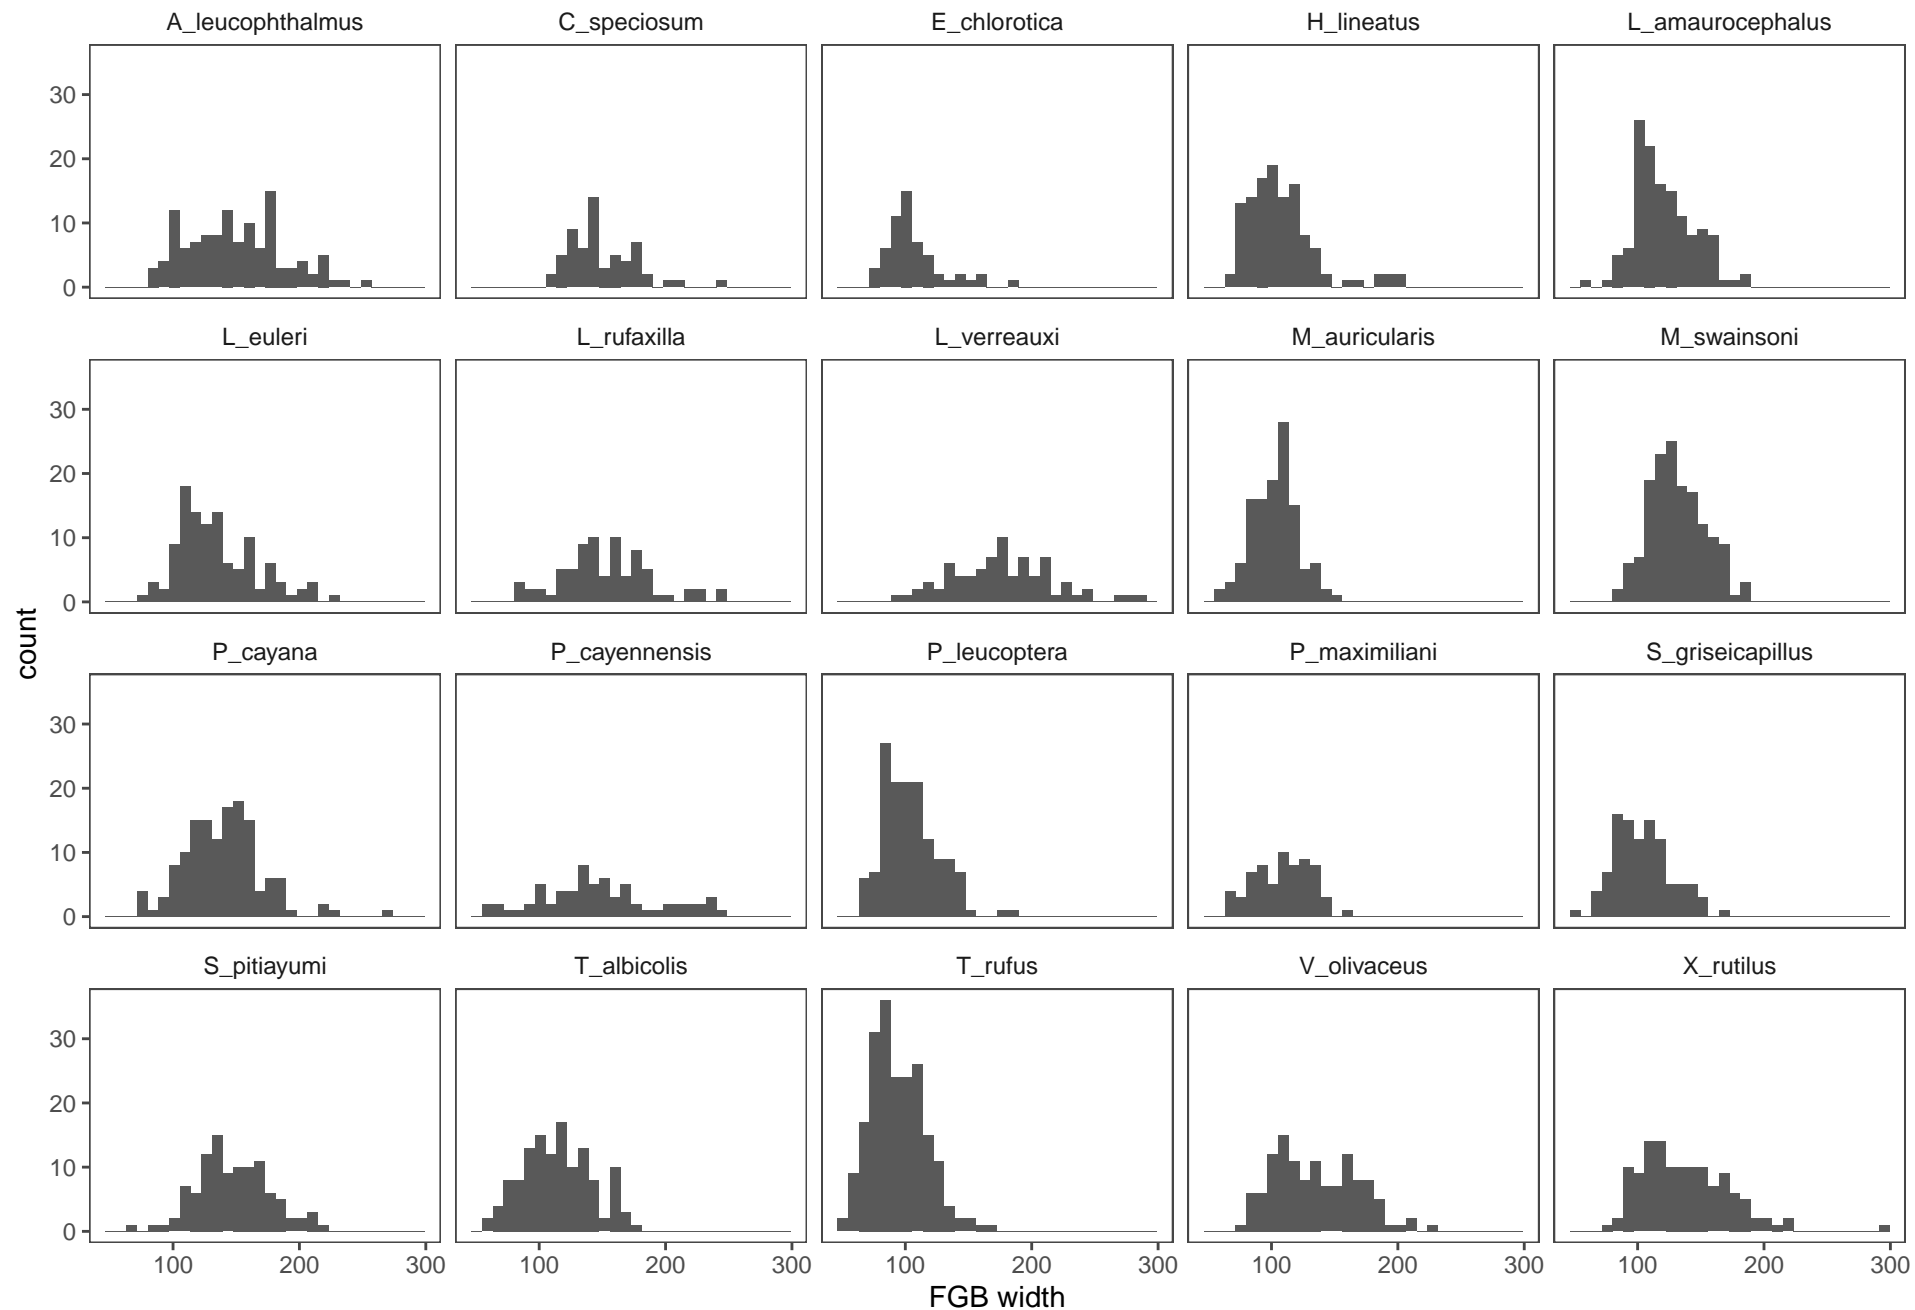 A_leucophthalmus C_speciosum E_chlorotica H_lineatus L_amaurocephalus
30
20
10
0
L_euleri L_rufaxilla L_verreauxi M_auricularis M_swainsoni
30
20
10
0
count
P_cayana P_cayennensis P_leucoptera P_maximiliani S_griseicapillus
30
20
10
0
S_pitiayumi T_albicolis T_rufus V_olivaceus X_rutilus
30
20
10
0
100 200 300 100 200 300 100 200 300 100 200 300 100 200 300
FGB width